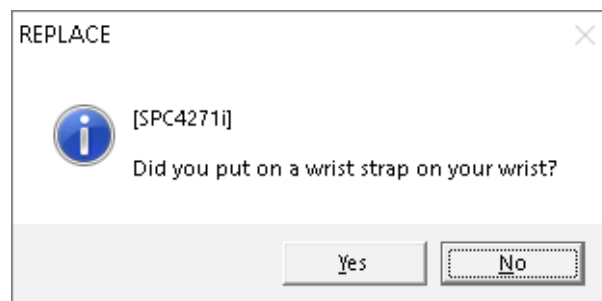 REPLACE
[SPC4271i]
Did you put on a wrist strap on your wrist?
Yes
No